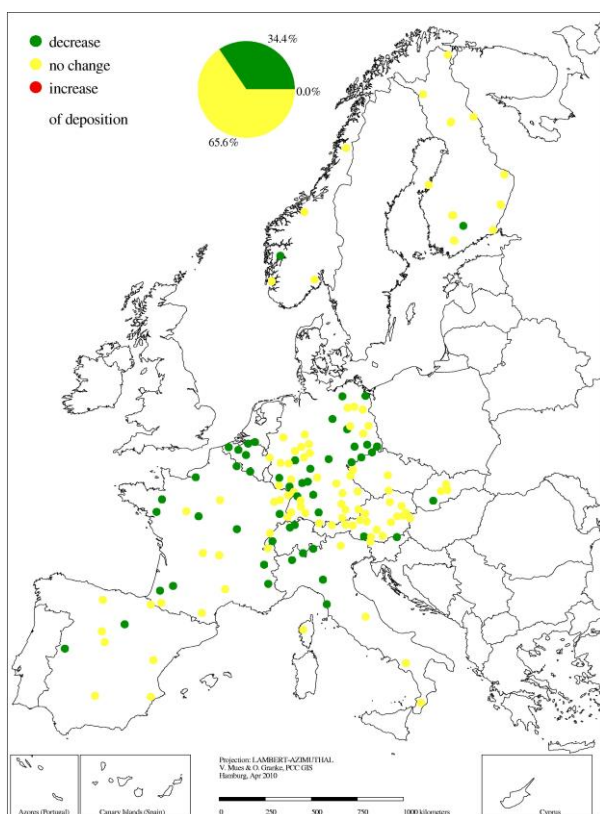 34.4%
decrease
no change
increase
of deposition
0.0%
65.6%
Projection: LAMBERT-AZIMUTHAL
V. Mues & O. Granke, PCC GIS
Hamburg, Apr 2010
Azores (Portugal)
Canary Islands (Spain)
0 250 500 750 1000 kilometers
Cyprus